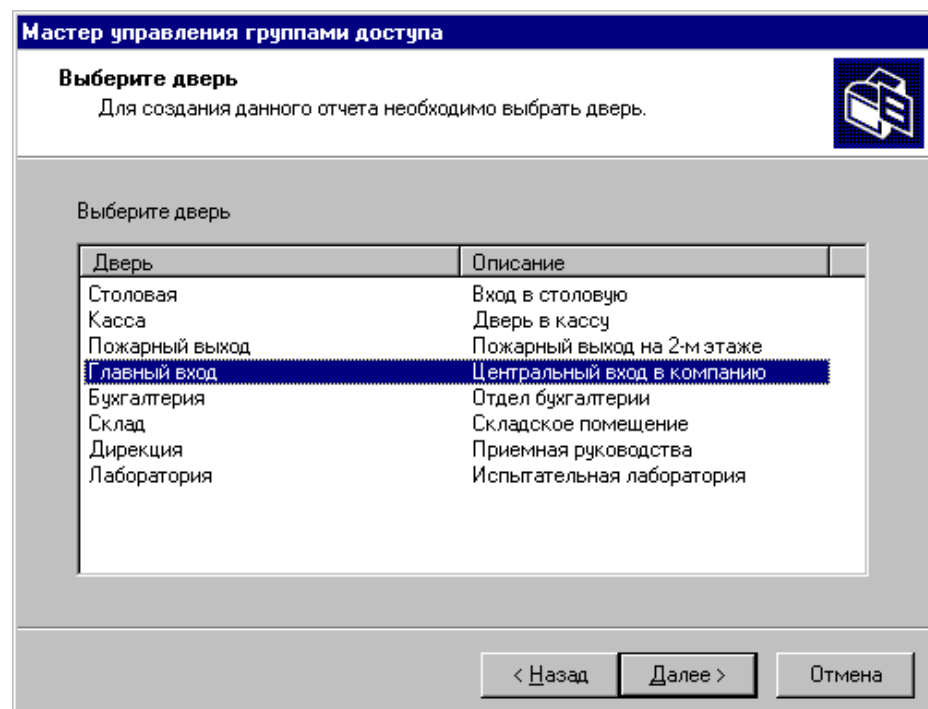 Мастер управления группами доступа
Выберите дверь
Для создания данного отчета необходимо выбрать дверь.
Выберите дверь
Дверь Описание
Столовая Вход в столовую
Касса Дверь в кассу
Пожарный выход Пожарный выход на 2-м этаже
Главный вход Центральный вход в компанию
Бухгалтерия Отдел бухгалтерии
Склад Складское помещение
Дирекция Приемная руководства
Лаборатория Испытательная лаборатория
< Назад Далее > Отмена